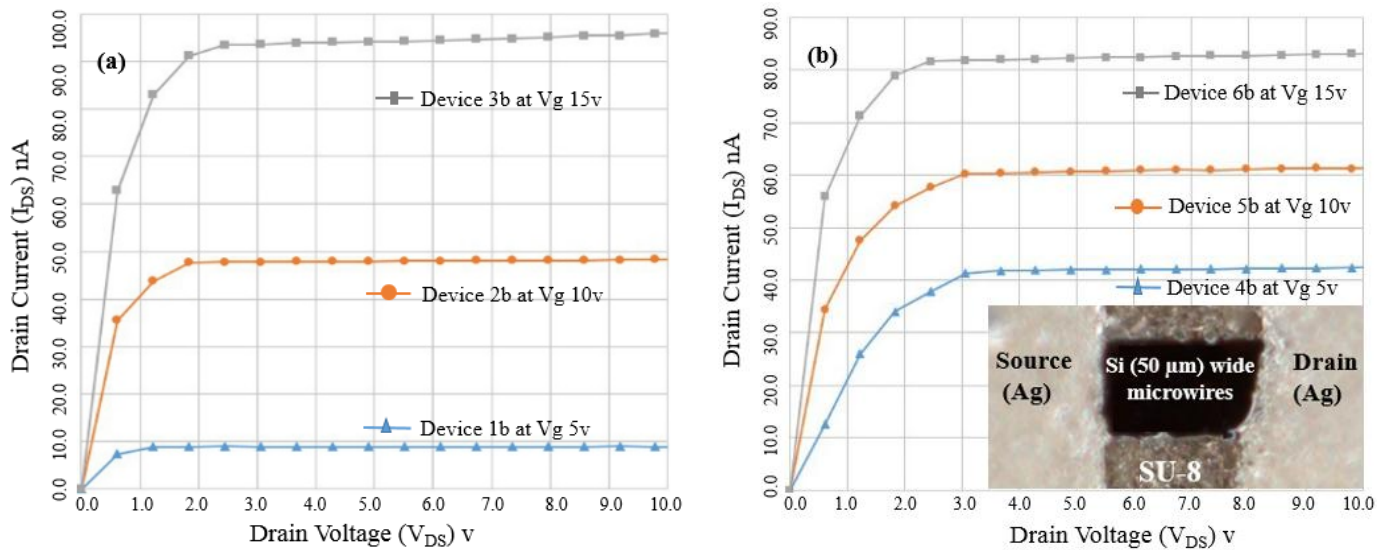 (a)
Drain Current (I_DS) nA
100.0
90.0
80.0
70.0
60.0
50.0
40.0
30.0
20.0
10.0
0.0
Device 3b at Vg 15v
Device 2b at Vg 10v
Device 1b at Vg 5v
0.0 1.0 2.0 3.0 4.0 5.0 6.0 7.0 8.0 9.0 10.0
Drain Voltage (V_DS) v
(b)
Drain Current (I_DS) nA
90.0
80.0
70.0
60.0
50.0
40.0
30.0
20.0
10.0
0.0
Device 6b at Vg 15v
Device 5b at Vg 10v
Device 4b at Vg 5v
Source
(Ag)
Si (50 µm) wide
microwires
Drain
(Ag)
SU-8
0.0 1.0 2.0 3.0 4.0 5.0 6.0 7.0 8.0 9.0 10.0
Drain Voltage (V_DS) v